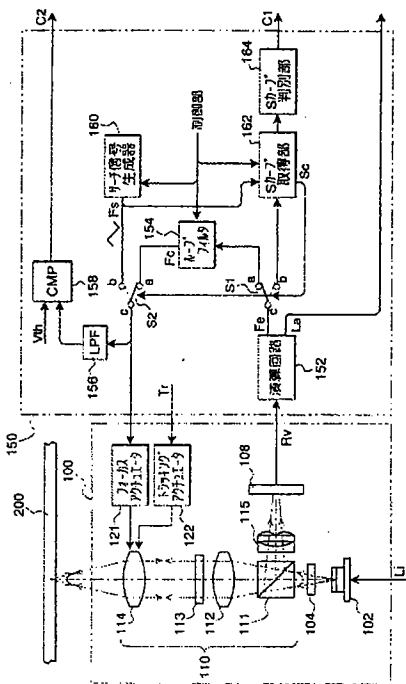 C2
C1
150
CMP
158
Vth
LPF
156
サーチ信号
生成器
160
Fs
制御部
Sカーブ
判別部
164
Sカーブ
取得部
162
Sc
154
ループ
フィルタ
Fc
b
a
c
S2
S1
a
b
c
Fe
La
演算回路
152
Rv
200
100
フォーカス
アクチュエータ
121
Tr
トラッキング
アクチュエータ
122
108
115
114
113
112
111
110
104
102
Li